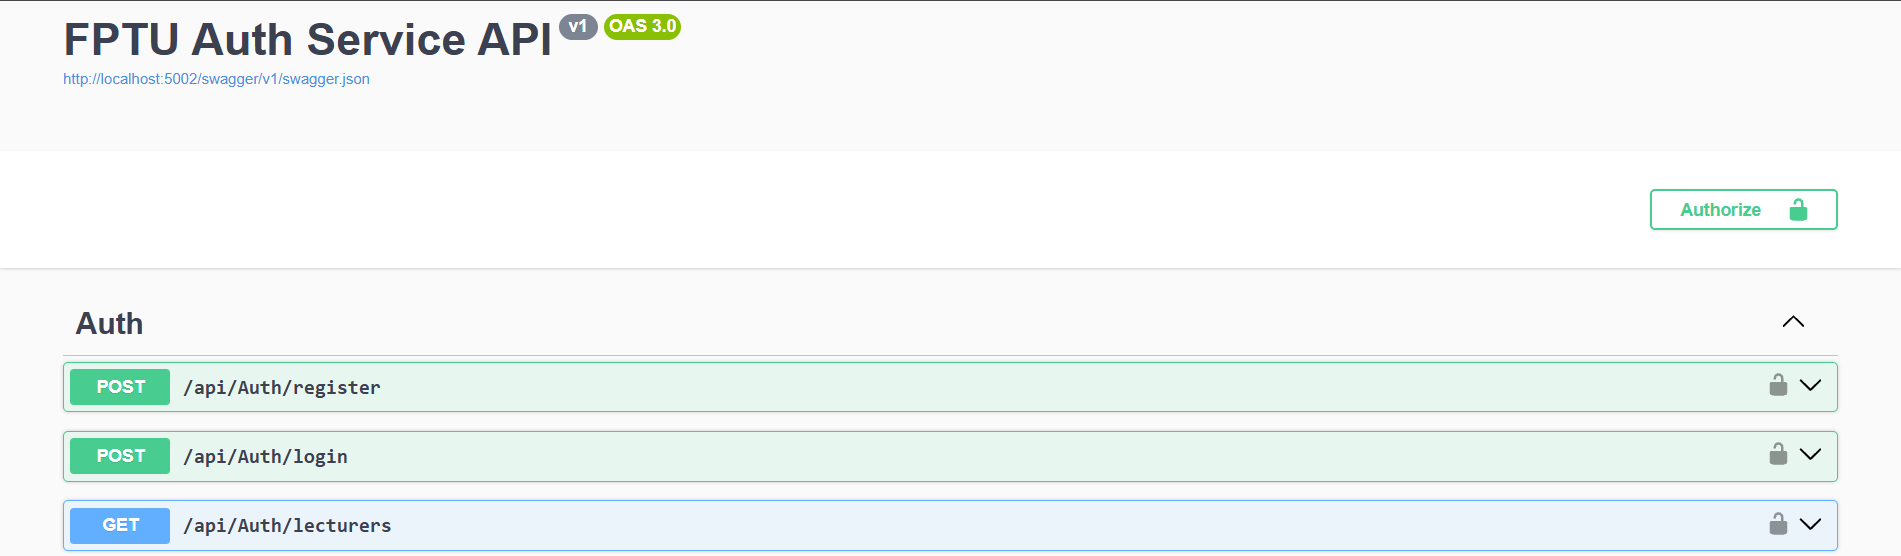 FPTU Auth Service API v1 OAS 3.0
http://localhost:5002/swagger/v1/swagger.json
Authorize
Auth
POST /api/Auth/register
POST /api/Auth/login
GET /api/Auth/lecturers